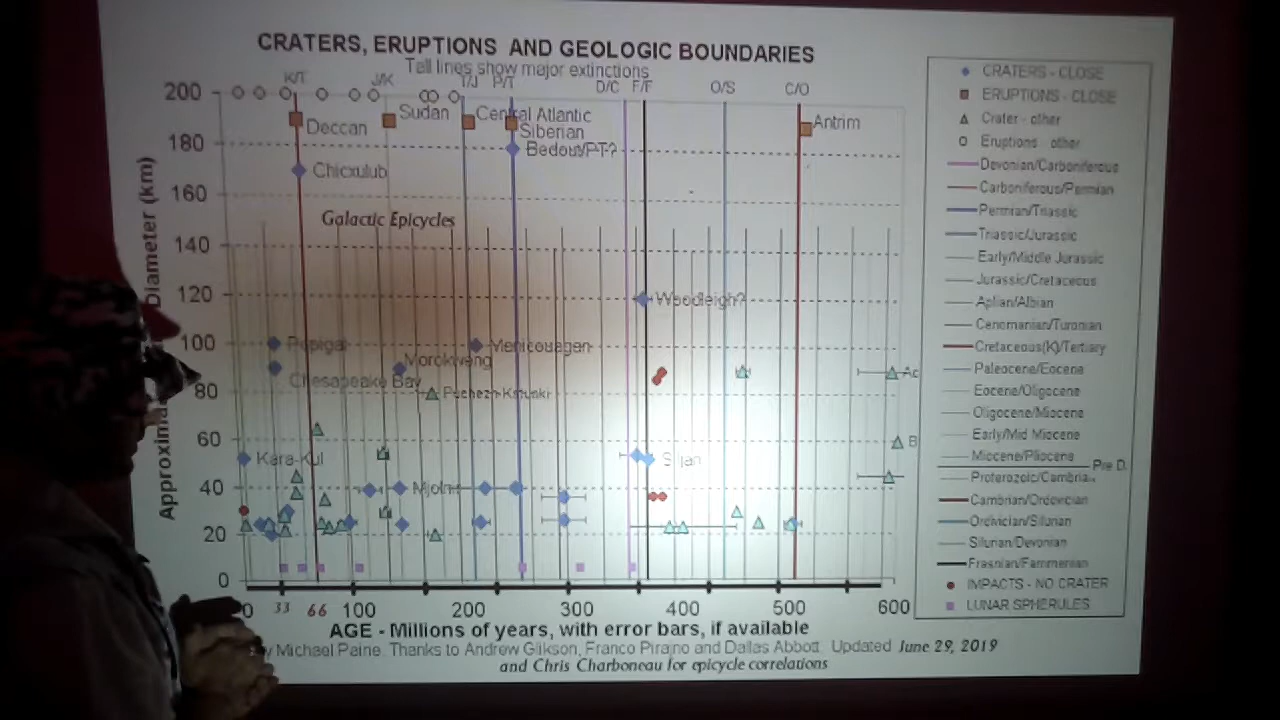 CRATERS, ERUPTIONS AND GEOLOGIC BOUNDARIES
Tall lines show major extinctions
K/T J/K T/J P/T D/C F/F O/S C/O
200
180
160
140
120
100
80
60
40
20
0
Diameter (km)
Deccan
Sudan
Central Atlantic
Siberian
Bedout/PT?
Antrim
Chicxulub
Galactic Epicycles
Woodleigh?
Popigai
Manicouagan
Morokweng
Chesapeake Bay
Puchezh-Katunki
Kara-Kul
B
0 33 66 100 200 300 400 500 600
AGE - Millions of years, with error bars, if available
Michael Paine. Thanks to Andrew Glikson, Franco Pirajno and Dallas Abbott. Updated June 29, 2019
and Chris Charboneau for epicycle correlations
CRATERS - CLOSE
ERUPTIONS - CLOSE
Crater - other
Eruptions other
Devonian/Carboniferous
Carboniferous/Permian
Permian/Triassic
Triassic/Jurassic
Early/Middle Jurassic
Jurassic/Cretaceous
Aptian/Albian
Cenomanian/Turonian
Cretaceous(K)/Tertiary
Paleocene/Eocene
Eocene/Oligocene
Oligocene/Miocene
Early/Mid Miocene
Miocene/Pliocene
Pre D.
Proterozoic/Cambrian
Cambrian/Ordovician
Ordivician/Silurian
Silurian/Devonian
Frasnian/Fammenian
IMPACTS - NO CRATER
LUNAR SPHERULES